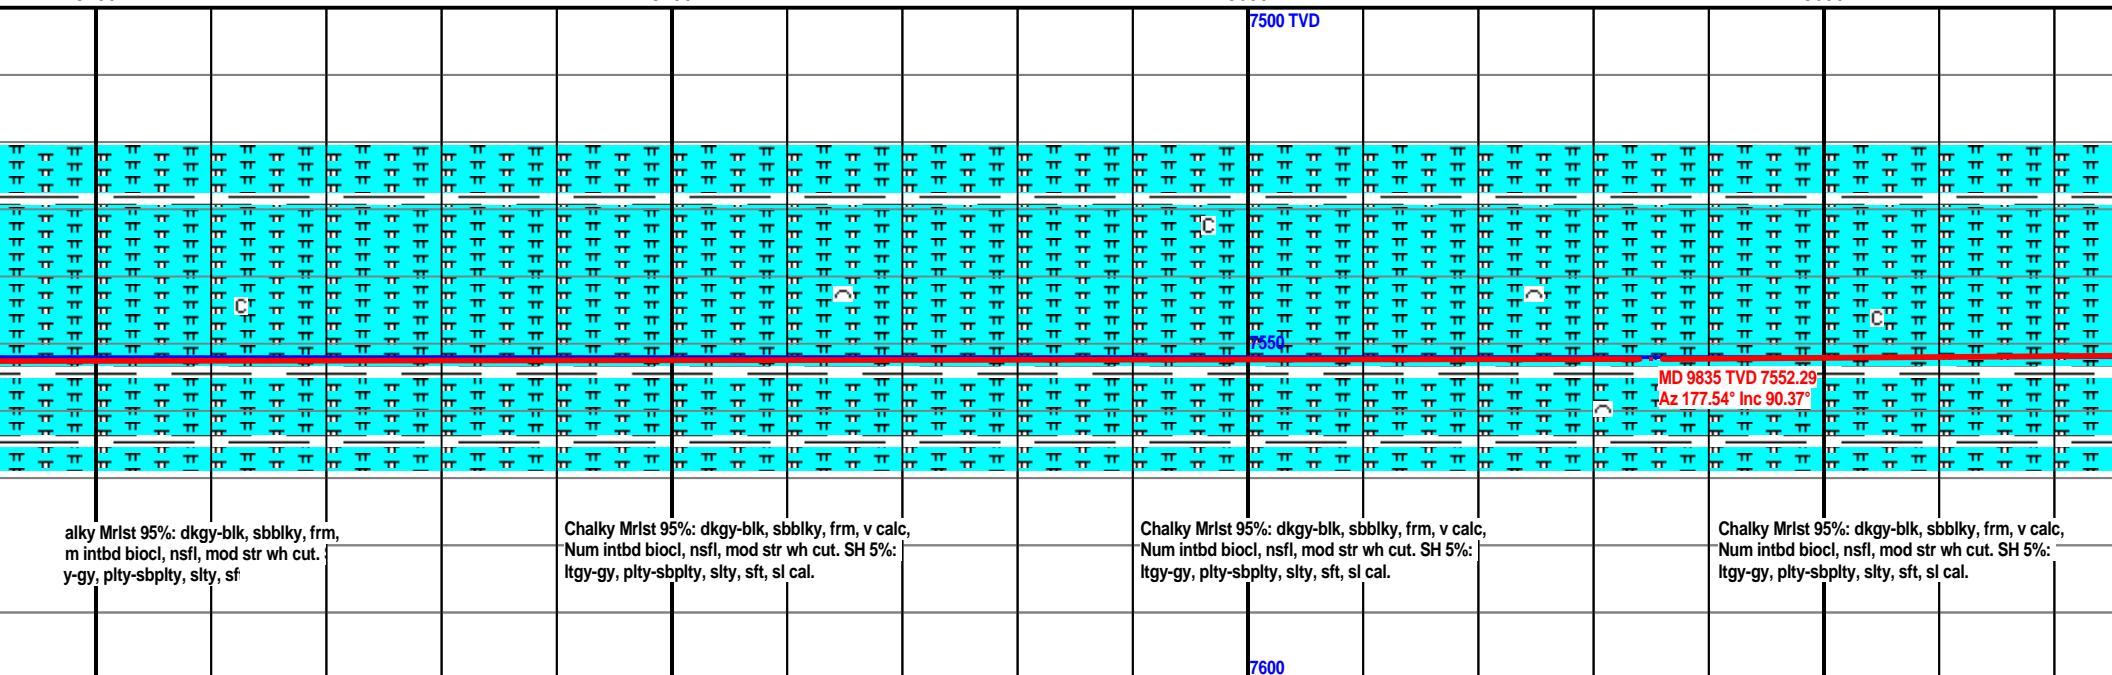 7500 TVD
C
C
C
7550
MD 9835 TVD 7552.29
Az 177.54° Inc 90.37°
alky Mrlst 95%: dkgy-blk, sbblky, frm,
m intbd biocl, nsfl, mod str wh cut.
y-gy, plty-sbplty, slty, sf
Chalky Mrlst 95%: dkgy-blk, sbblky, frm, v calc,
Num intbd biocl, nsfl, mod str wh cut. SH 5%:
ltgy-gy, plty-sbplty, slty, sft, sl cal.
Chalky Mrlst 95%: dkgy-blk, sbblky, frm, v calc,
Num intbd biocl, nsfl, mod str wh cut. SH 5%:
ltgy-gy, plty-sbplty, slty, sft, sl cal.
Chalky Mrlst 95%: dkgy-blk, sbblky, frm, v calc,
Num intbd biocl, nsfl, mod str wh cut. SH 5%:
ltgy-gy, plty-sbplty, slty, sft, sl cal.
7600